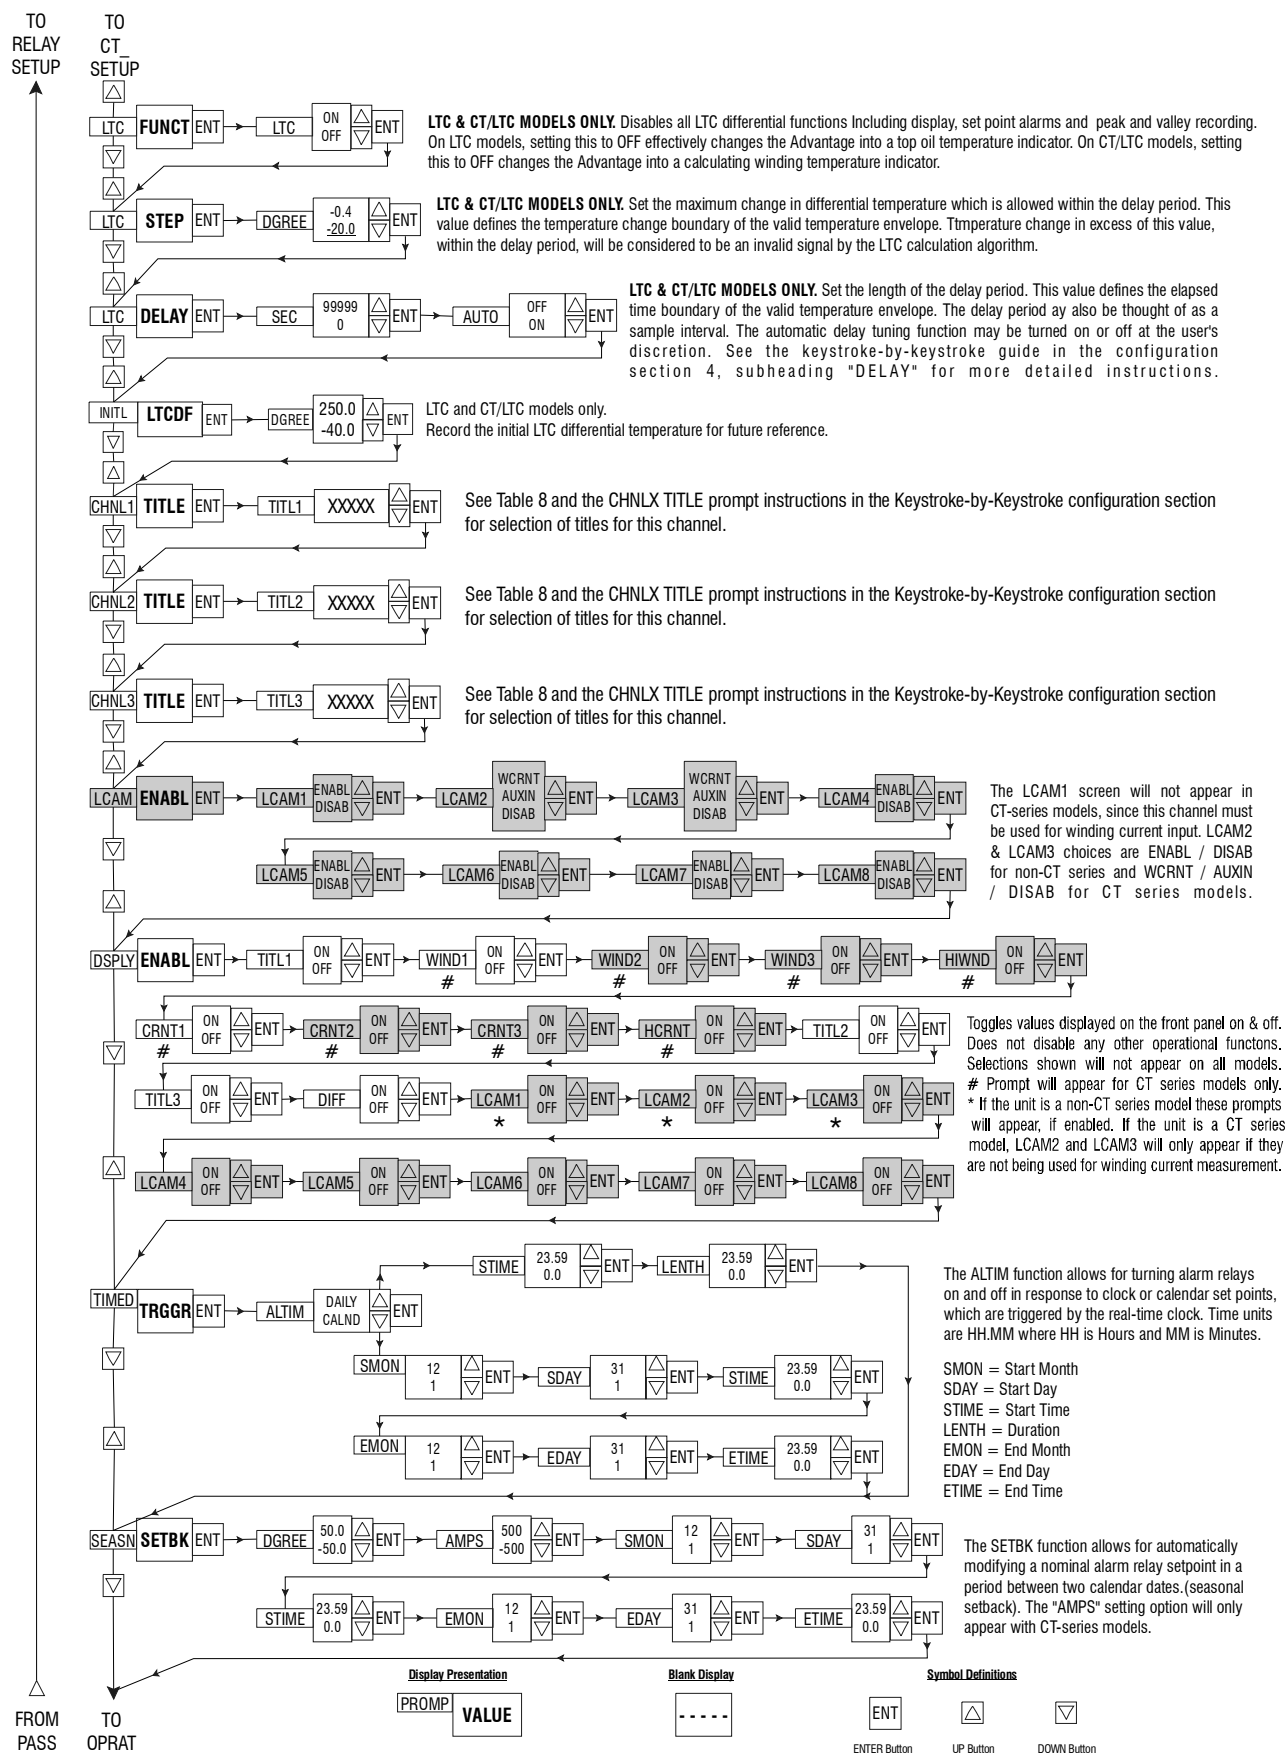 TO
RELAY
SETUP
TO
CT_
SETUP
LTC FUNCT ENT LTC ON OFF ENT
LTC & CT/LTC MODELS ONLY. Disables all LTC differential functions Including display, set point alarms and peak and valley recording.
On LTC models, setting this to OFF effectively changes the Advantage into a top oil temperature indicator. On CT/LTC models, setting
this to OFF changes the Advantage into a calculating winding temperature indicator.
LTC STEP ENT DGREE -0.4 -20.0 ENT
LTC & CT/LTC MODELS ONLY. Set the maximum change in differential temperature which is allowed within the delay period. This
value defines the temperature change boundary of the valid temperature envelope. Ttmperature change in excess of this value,
within the delay period, will be considered to be an invalid signal by the LTC calculation algorithm.
LTC DELAY ENT SEC 99999 0 ENT AUTO OFF ON ENT
LTC & CT/LTC MODELS ONLY. Set the length of the delay period. This value defines the elapsed
time boundary of the valid temperature envelope. The delay period ay also be thought of as a
sample interval. The automatic delay tuning function may be turned on or off at the user's
discretion. See the keystroke-by-keystroke guide in the configuration
section 4, subheading "DELAY" for more detailed instructions.
INITL LTCDF ENT DGREE 250.0 -40.0 ENT
LTC and CT/LTC models only.
Record the initial LTC differential temperature for future reference.
CHNL1 TITLE ENT TITL1 XXXXX ENT
See Table 8 and the CHNLX TITLE prompt instructions in the Keystroke-by-Keystroke configuration section
for selection of titles for this channel.
CHNL2 TITLE ENT TITL2 XXXXX ENT
See Table 8 and the CHNLX TITLE prompt instructions in the Keystroke-by-Keystroke configuration section
for selection of titles for this channel.
CHNL3 TITLE ENT TITL3 XXXXX ENT
See Table 8 and the CHNLX TITLE prompt instructions in the Keystroke-by-Keystroke configuration section
for selection of titles for this channel.
LCAM ENABL ENT LCAM1 ENABL DISAB ENT LCAM2 WCRNT AUXIN DISAB ENT LCAM3 WCRNT AUXIN DISAB ENT LCAM4 ENABL DISAB ENT
LCAM5 ENABL DISAB ENT LCAM6 ENABL DISAB ENT LCAM7 ENABL DISAB ENT LCAM8 ENABL DISAB ENT
The LCAM1 screen will not appear in
CT-series models, since this channel must
be used for winding current input. LCAM2
& LCAM3 choices are ENABL / DISAB
for non-CT series and WCRNT / AUXIN
/ DISAB for CT series models.
DSPLY ENABL ENT TITL1 ON OFF ENT WIND1 # ON OFF ENT WIND2 # ON OFF ENT WIND3 # ON OFF ENT HIWND # ON OFF ENT
CRNT1 # ON OFF ENT CRNT2 # ON OFF ENT CRNT3 # ON OFF ENT HCRNT # ON OFF ENT TITL2 ON OFF ENT
TITL3 ON OFF ENT DIFF ON OFF ENT LCAM1 * ON OFF ENT LCAM2 * ON OFF ENT LCAM3 * ON OFF ENT
LCAM4 ON OFF ENT LCAM5 ON OFF ENT LCAM6 ON OFF ENT LCAM7 ON OFF ENT LCAM8 ON OFF ENT
Toggles values displayed on the front panel on & off.
Does not disable any other operational functons.
Selections shown will not appear on all models.
# Prompt will appear for CT series models only.
* If the unit is a non-CT series model these prompts
will appear, if enabled. If the unit is a CT series
model, LCAM2 and LCAM3 will only appear if they
are not being used for winding current measurement.
STIME 23.59 0.0 ENT LENTH 23.59 0.0 ENT
TIMED TRGGR ENT ALTIM DAILY CALND ENT
SMON 12 1 ENT SDAY 31 1 ENT STIME 23.59 0.0 ENT
EMON 12 1 ENT EDAY 31 1 ENT ETIME 23.59 0.0 ENT
The ALTIM function allows for turning alarm relays
on and off in response to clock or calendar set points,
which are triggered by the real-time clock. Time units
are HH.MM where HH is Hours and MM is Minutes.
SMON = Start Month
SDAY = Start Day
STIME = Start Time
LENTH = Duration
EMON = End Month
EDAY = End Day
ETIME = End Time
SEASN SETBK ENT DGREE 50.0 -50.0 ENT AMPS 500 -500 ENT SMON 12 1 ENT SDAY 31 1 ENT
STIME 23.59 0.0 ENT EMON 12 1 ENT EDAY 31 1 ENT ETIME 23.59 0.0 ENT
The SETBK function allows for automatically
modifying a nominal alarm relay setpoint in a
period between two calendar dates.(seasonal
setback). The "AMPS" setting option will only
appear with CT-series models.
Display Presentation
PROMP VALUE
Blank Display
- - - - -
Symbol Definitions
ENT
ENTER Button UP Button DOWN Button
FROM
PASS
TO
OPRAT